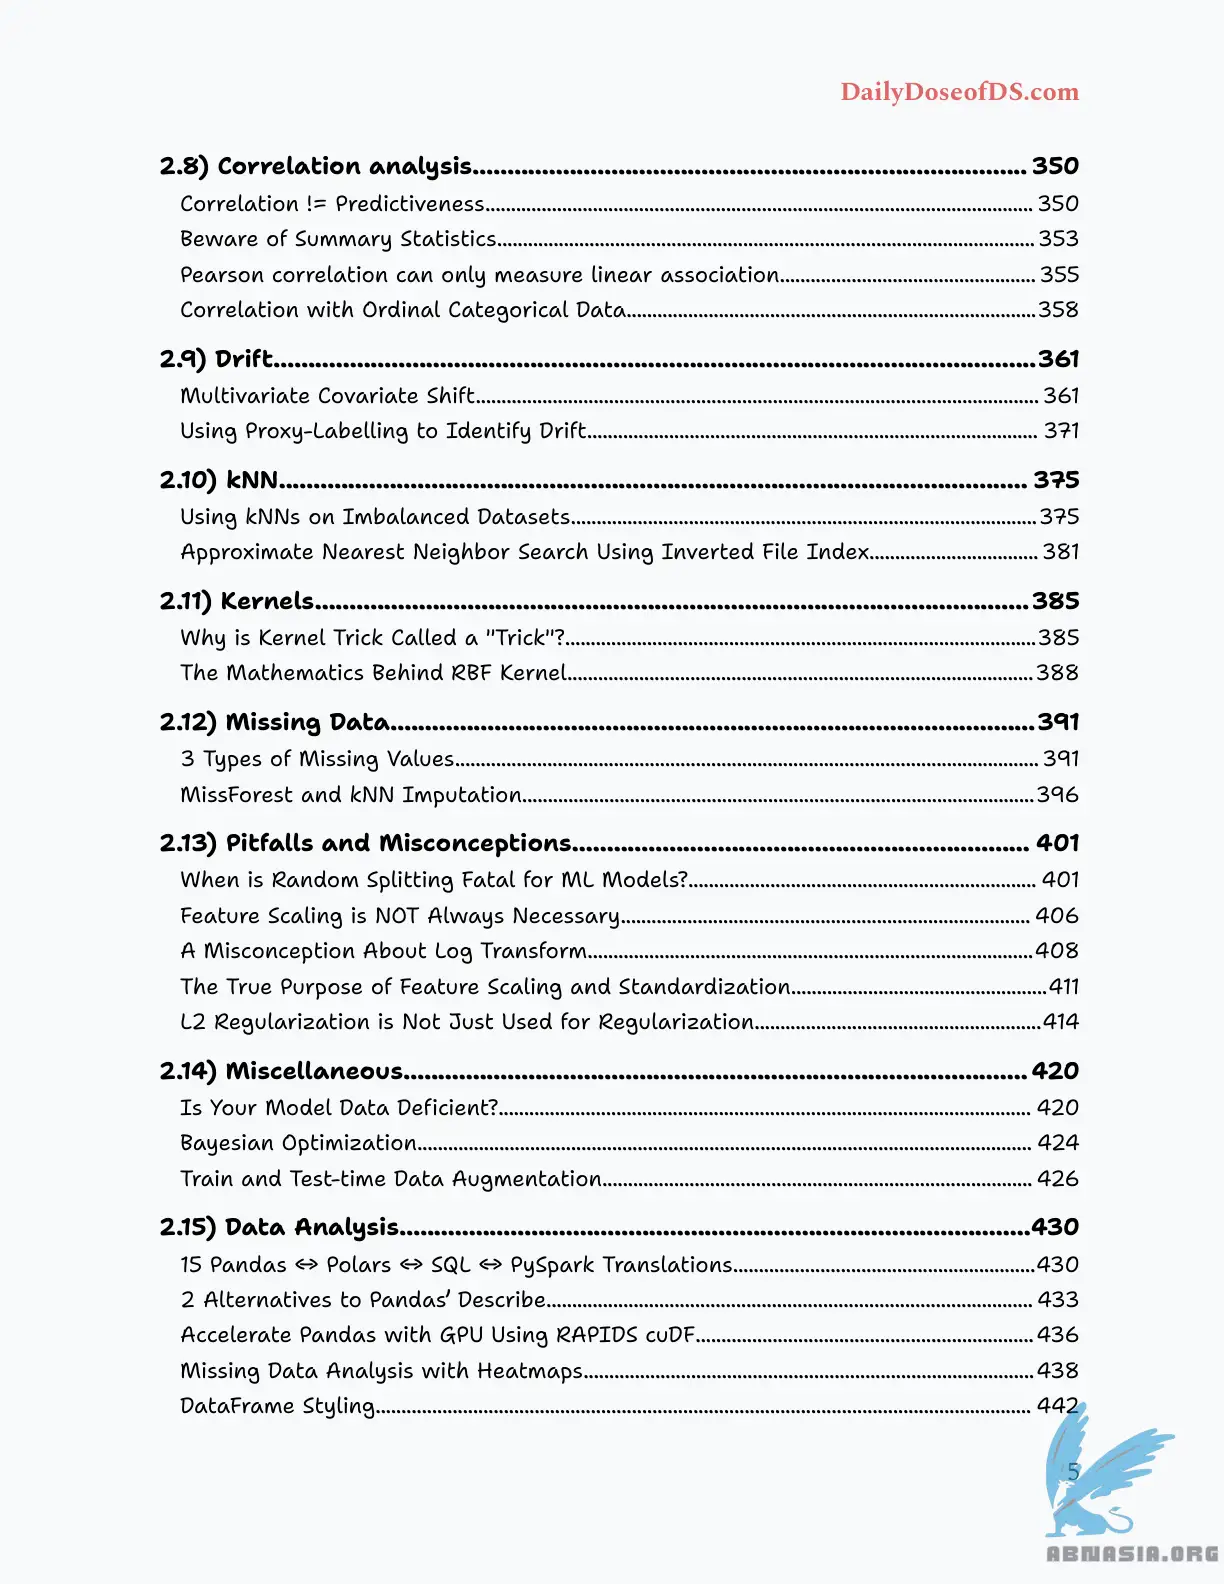 DailyDoseofDS.com
2.8) Correlation analysis................................................................................ 350
Correlation != Predictiveness........................................................................................................... 350
Beware of Summary Statistics......................................................................................................... 353
Pearson correlation can only measure linear association.................................................. 355
Correlation with Ordinal Categorical Data................................................................................358
2.9) Drift..............................................................................................................361
Multivariate Covariate Shift.............................................................................................................. 361
Using Proxy-Labelling to Identify Drift........................................................................................ 371
2.10) kNN............................................................................................................ 375
Using kNNs on Imbalanced Datasets...........................................................................................375
Approximate Nearest Neighbor Search Using Inverted File Index................................. 381
2.11) Kernels.......................................................................................................385
Why is Kernel Trick Called a "Trick"?............................................................................................385
The Mathematics Behind RBF Kernel...........................................................................................388
2.12) Missing Data.............................................................................................391
3 Types of Missing Values.................................................................................................................. 391
MissForest and kNN Imputation....................................................................................................396
2.13) Pitfalls and Misconceptions.................................................................. 401
When is Random Splitting Fatal for ML Models?.................................................................... 401
Feature Scaling is NOT Always Necessary................................................................................ 406
A Misconception About Log Transform.......................................................................................408
The True Purpose of Feature Scaling and Standardization..................................................411
L2 Regularization is Not Just Used for Regularization........................................................414
2.14) Miscellaneous..........................................................................................420
Is Your Model Data Deficient?........................................................................................................ 420
Bayesian Optimization........................................................................................................................ 424
Train and Test-time Data Augmentation.................................................................................... 426
2.15) Data Analysis...........................................................................................430
15 Pandas ⇔ Polars ⇔ SQL ⇔ PySpark Translations...........................................................430
2 Alternatives to Pandas' Describe............................................................................................... 433
Accelerate Pandas with GPU Using RAPIDS cuDF.................................................................. 436
Missing Data Analysis with Heatmaps........................................................................................438
DataFrame Styling................................................................................................................................ 442
5
ABNASIA.ORG